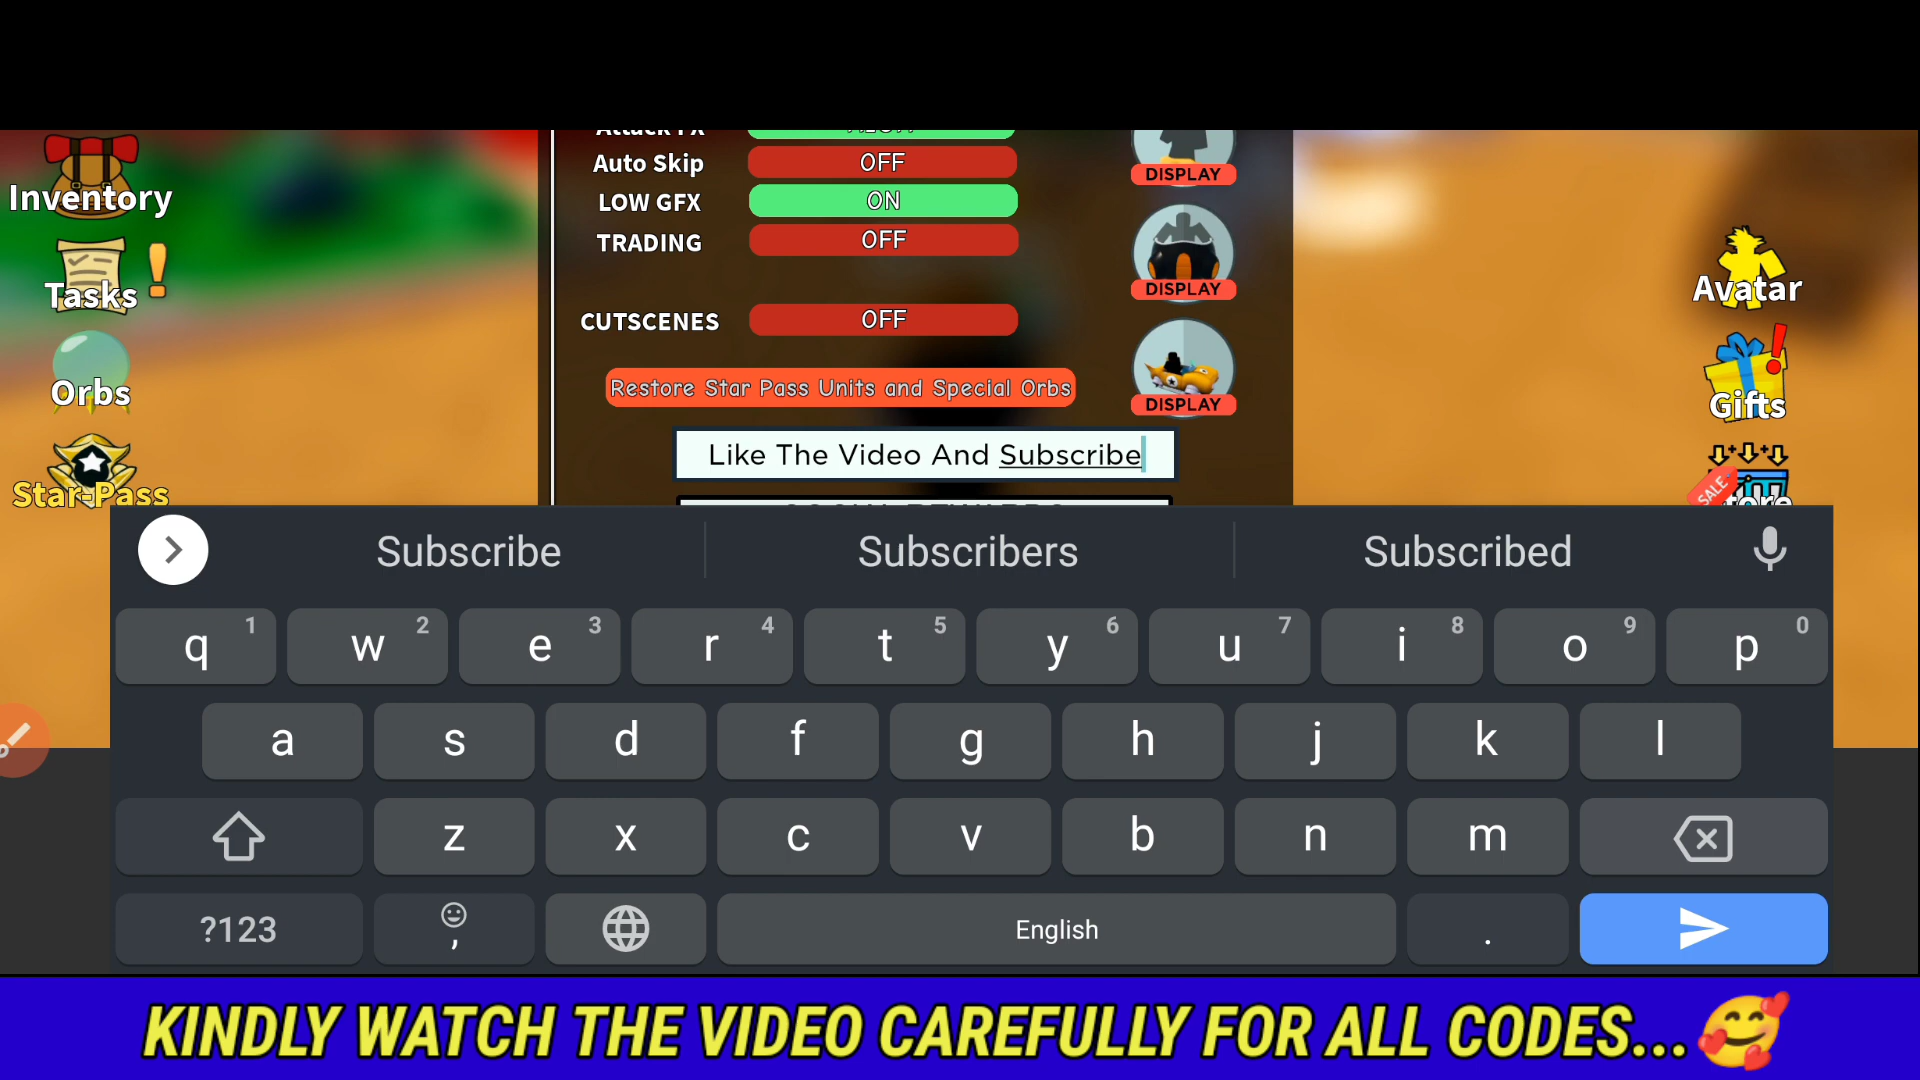 Auto Skip OFF
LOW GFX ON
TRADING OFF
CUTSCENES OFF
Restore Star Pass Units and Special Orbs
DISPLAY
DISPLAY
DISPLAY
Inventory
Tasks
Orbs
Star-Pass
Avatar
Gifts
SALE
Like The Video And Subscribe
Subscribe Subscribers Subscribed
q 1 w 2 e 3 r 4 t 5 y 6 u 7 i 8 o 9 p 0
a s d f g h j k l
z x c v b n m
?123 , English .
KINDLY WATCH THE VIDEO CAREFULLY FOR ALL CODES...